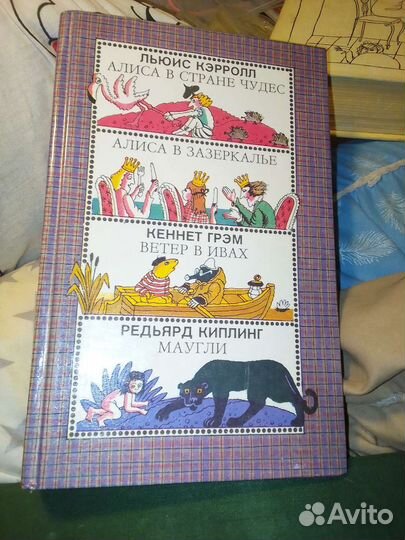 ЛЬЮИС КЭРРОЛЛ
АЛИСА В СТРАНЕ ЧУДЕС
АЛИСА В ЗАЗЕРКАЛЬЕ
КЕННЕТ ГРЭМ
ВЕТЕР В ИВАХ
РЕДЬЯРД КИПЛИНГ
МАУГЛИ
Avito